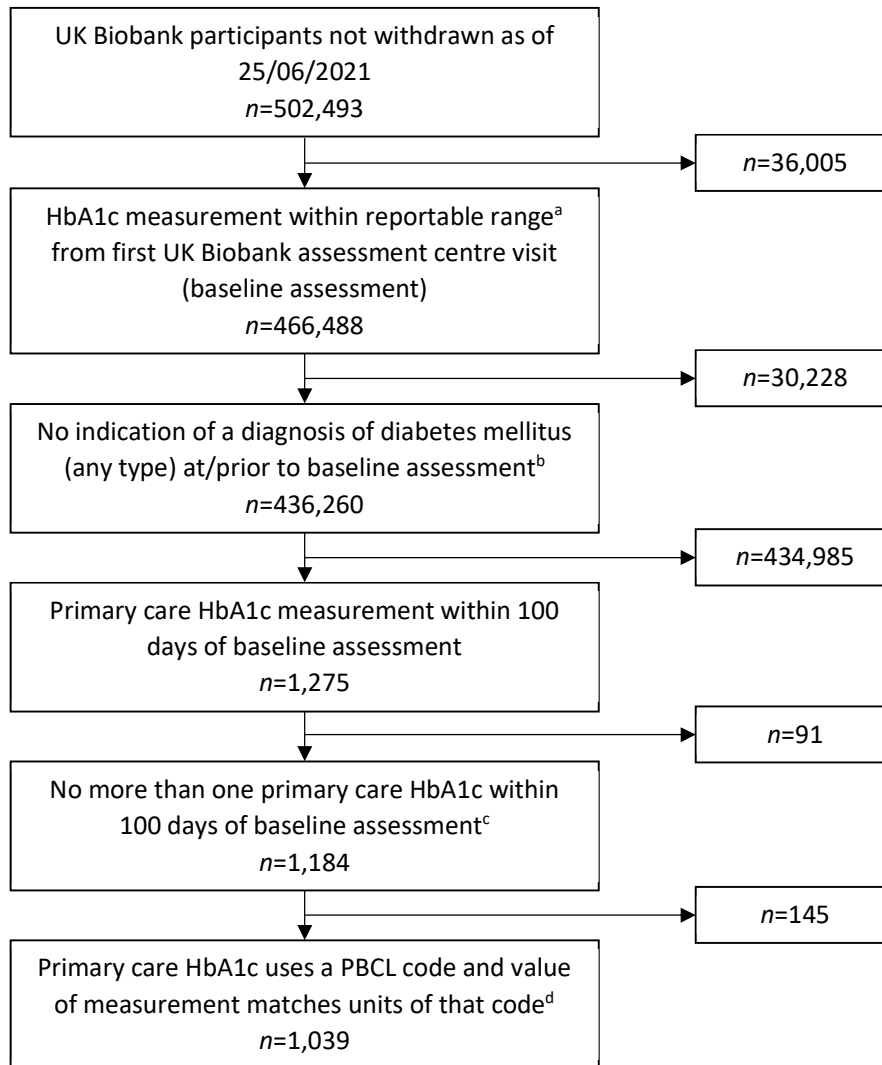 UK Biobank participants not withdrawn as of
25/06/2021
n=502,493
n=36,005
HbA1c measurement within reportable rangeᵃ
from first UK Biobank assessment centre visit
(baseline assessment)
n=466,488
n=30,228
No indication of a diagnosis of diabetes mellitus
(any type) at/prior to baseline assessmentᵇ
n=436,260
n=434,985
Primary care HbA1c measurement within 100
days of baseline assessment
n=1,275
n=91
No more than one primary care HbA1c within
100 days of baseline assessmentᶜ
n=1,184
n=145
Primary care HbA1c uses a PBCL code and value
of measurement matches units of that codeᵈ
n=1,039